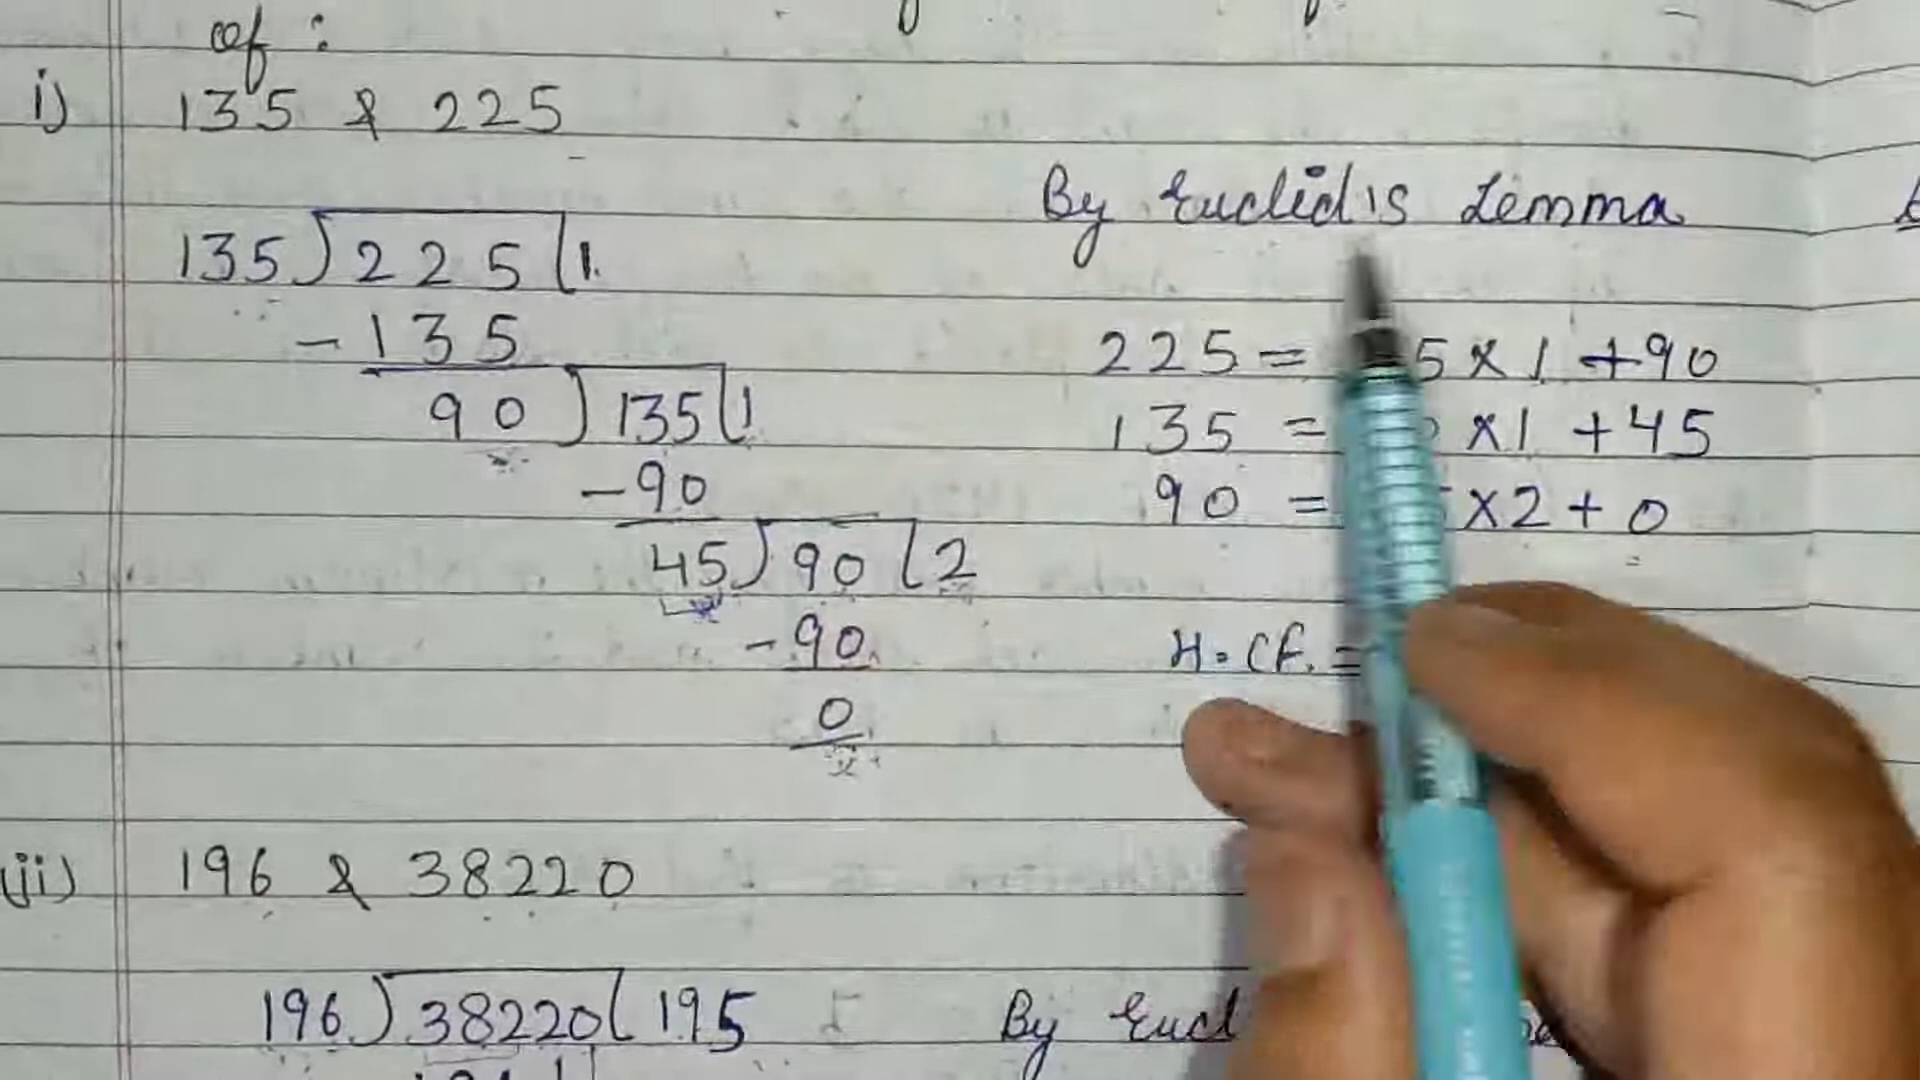 of :
i) 135 & 225
By Euclid's Lemma
135)225(1
-135
90)135(1
-90
45)90(2
-90
0
225 = 5 × 1 + 90
135 = × 1 + 45
90 = × 2 + 0
H.CF. =
ii) 196 & 38220
196)38220(195
By Eucl